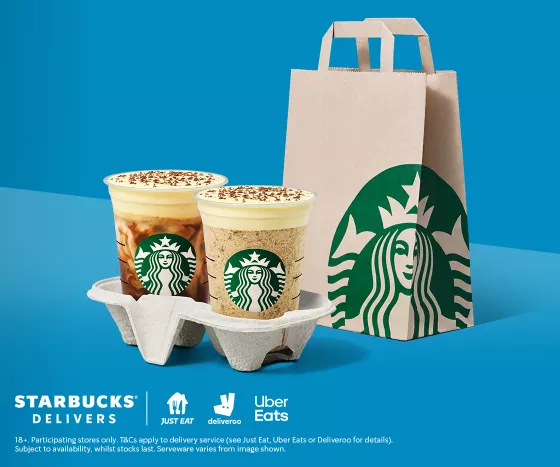 STARBUCKS®
DELIVERS
JUST EAT
deliveroo
Uber
Eats
18+. Participating stores only. T&Cs apply to delivery service (see Just Eat, Uber Eats or Deliveroo for details).
Subject to availability, whilst stocks last. Serveware varies from image shown.